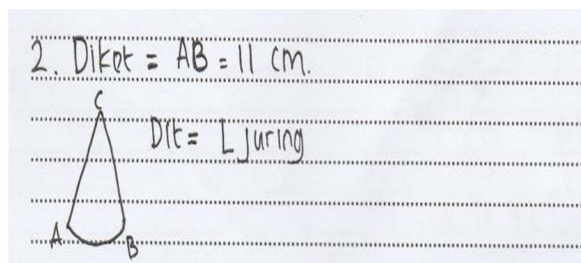 2. Diket = AB = 11 cm.
C
Dit = L juring
A
B